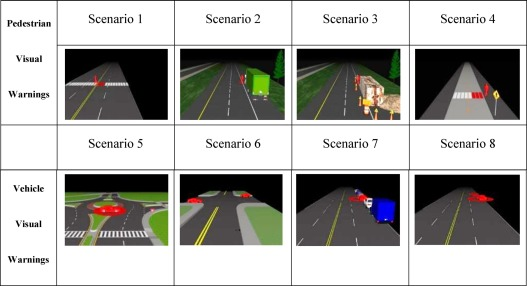 Pedestrian
Visual
Warnings
Scenario 1
Scenario 2
Scenario 3
Scenario 4
Scenario 5
Scenario 6
Scenario 7
Scenario 8
Vehicle
Visual
Warnings